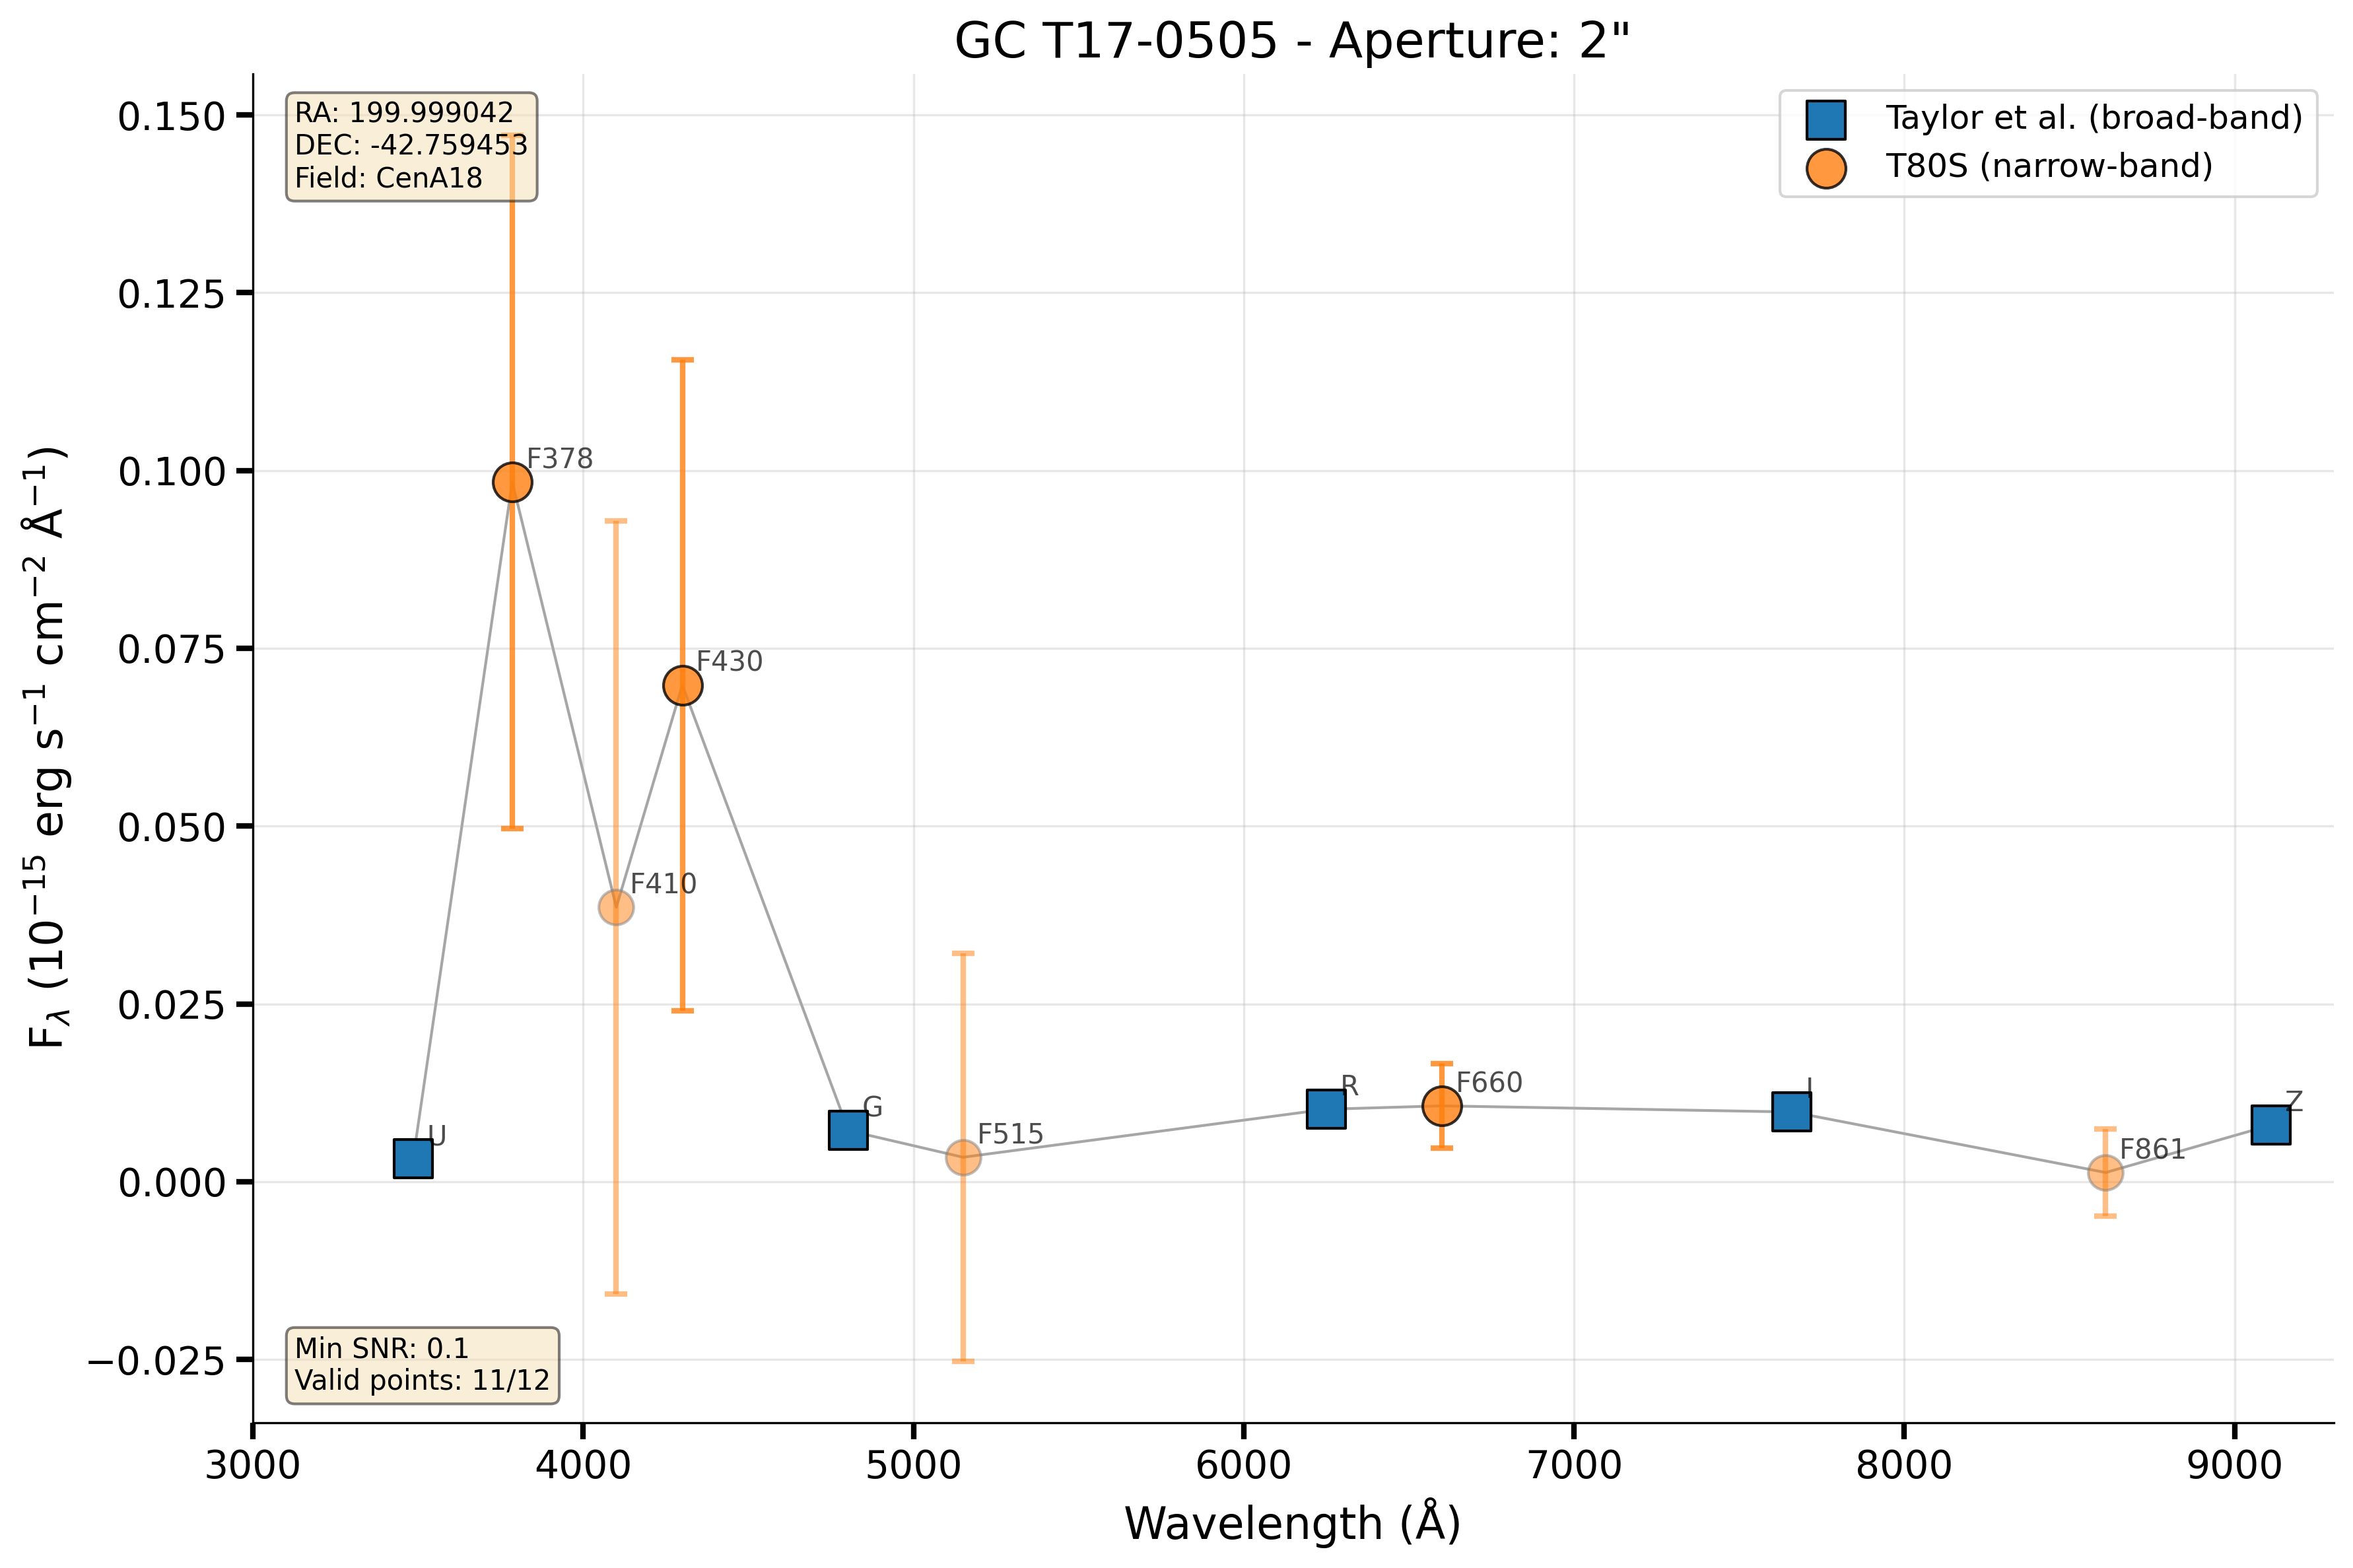 GC T17-0505 - Aperture: 2"
RA: 199.999042
DEC: -42.759453
Field: CenA18
Taylor et al. (broad-band)
T80S (narrow-band)
0.150
0.125
0.100
0.075
0.050
0.025
0.000
−0.025
F_λ (10⁻¹⁵ erg s⁻¹ cm⁻² Å⁻¹)
U
F378
F410
F430
G
F515
R
F660
I
F861
Z
Min SNR: 0.1
Valid points: 11/12
3000 4000 5000 6000 7000 8000 9000
Wavelength (Å)